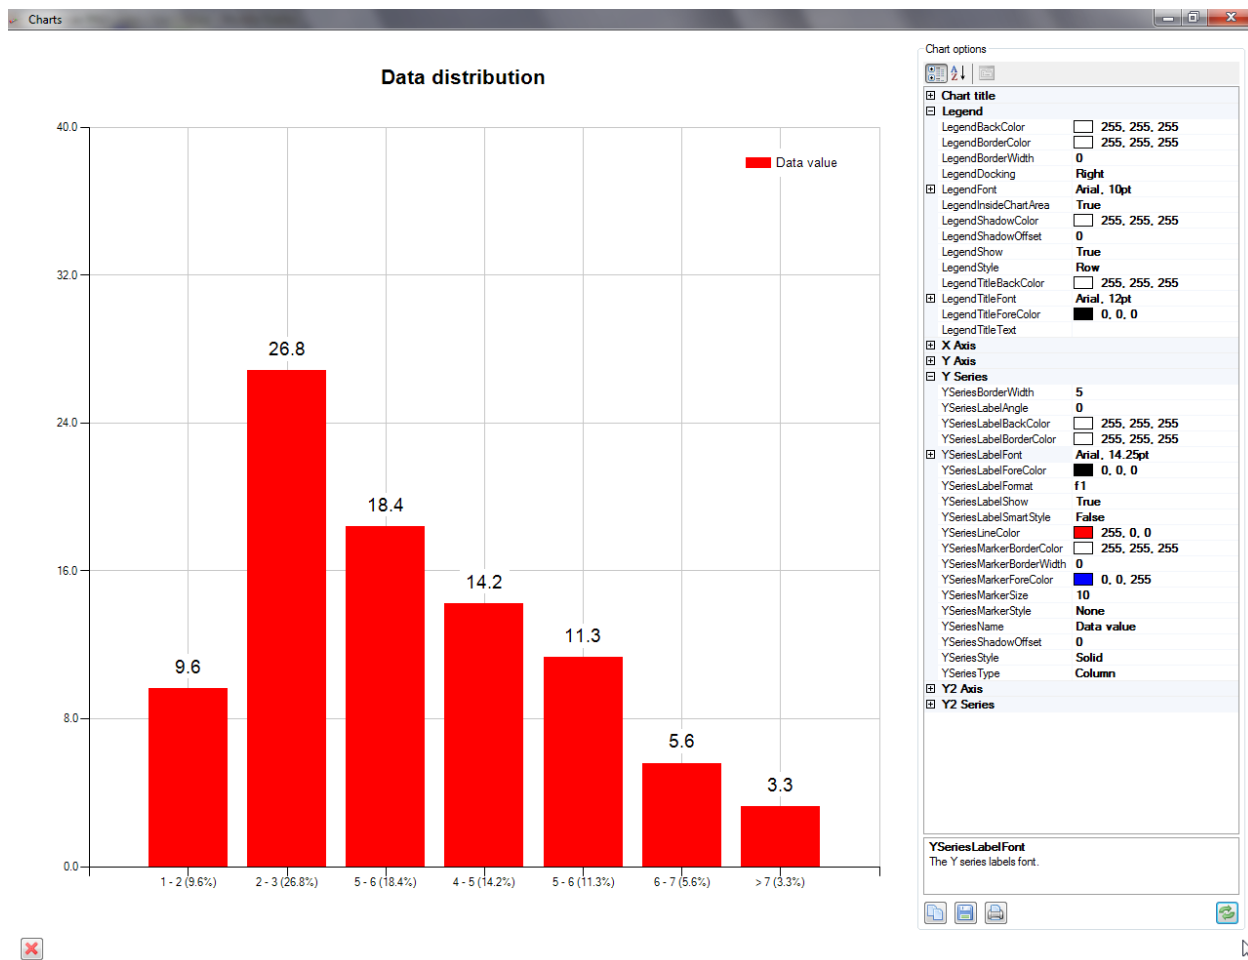 Charts
Data distribution
40.0
Data value
32.0
26.8
24.0
18.4
16.0
14.2
11.3
9.6
8.0
5.6
3.3
0.0
1 - 2 (9.6%) 2 - 3 (26.8%) 5 - 6 (18.4%) 4 - 5 (14.2%) 5 - 6 (11.3%) 6 - 7 (5.6%) > 7 (3.3%)
Chart options
Chart title
Legend
LegendBackColor 255, 255, 255
LegendBorderColor 255, 255, 255
LegendBorderWidth 0
LegendDocking Right
LegendFont Arial, 10pt
LegendInsideChartArea True
LegendShadowColor 255, 255, 255
LegendShadowOffset 0
LegendShow True
LegendStyle Row
LegendTitleBackColor 255, 255, 255
LegendTitleFont Arial, 12pt
LegendTitleForeColor 0, 0, 0
LegendTitleText
X Axis
Y Axis
Y Series
YSeriesBorderWidth 5
YSeriesLabelAngle 0
YSeriesLabelBackColor 255, 255, 255
YSeriesLabelBorderColor 255, 255, 255
YSeriesLabelFont Arial, 14.25pt
YSeriesLabelForeColor 0, 0, 0
YSeriesLabelFormat f1
YSeriesLabelShow True
YSeriesLabelSmartStyle False
YSeriesLineColor 255, 0, 0
YSeriesMarkerBorderColor 255, 255, 255
YSeriesMarkerBorderWidth 0
YSeriesMarkerForeColor 0, 0, 255
YSeriesMarkerSize 10
YSeriesMarkerStyle None
YSeriesName Data value
YSeriesShadowOffset 0
YSeriesStyle Solid
YSeriesType Column
Y2 Axis
Y2 Series
YSeriesLabelFont
The Y series labels font.